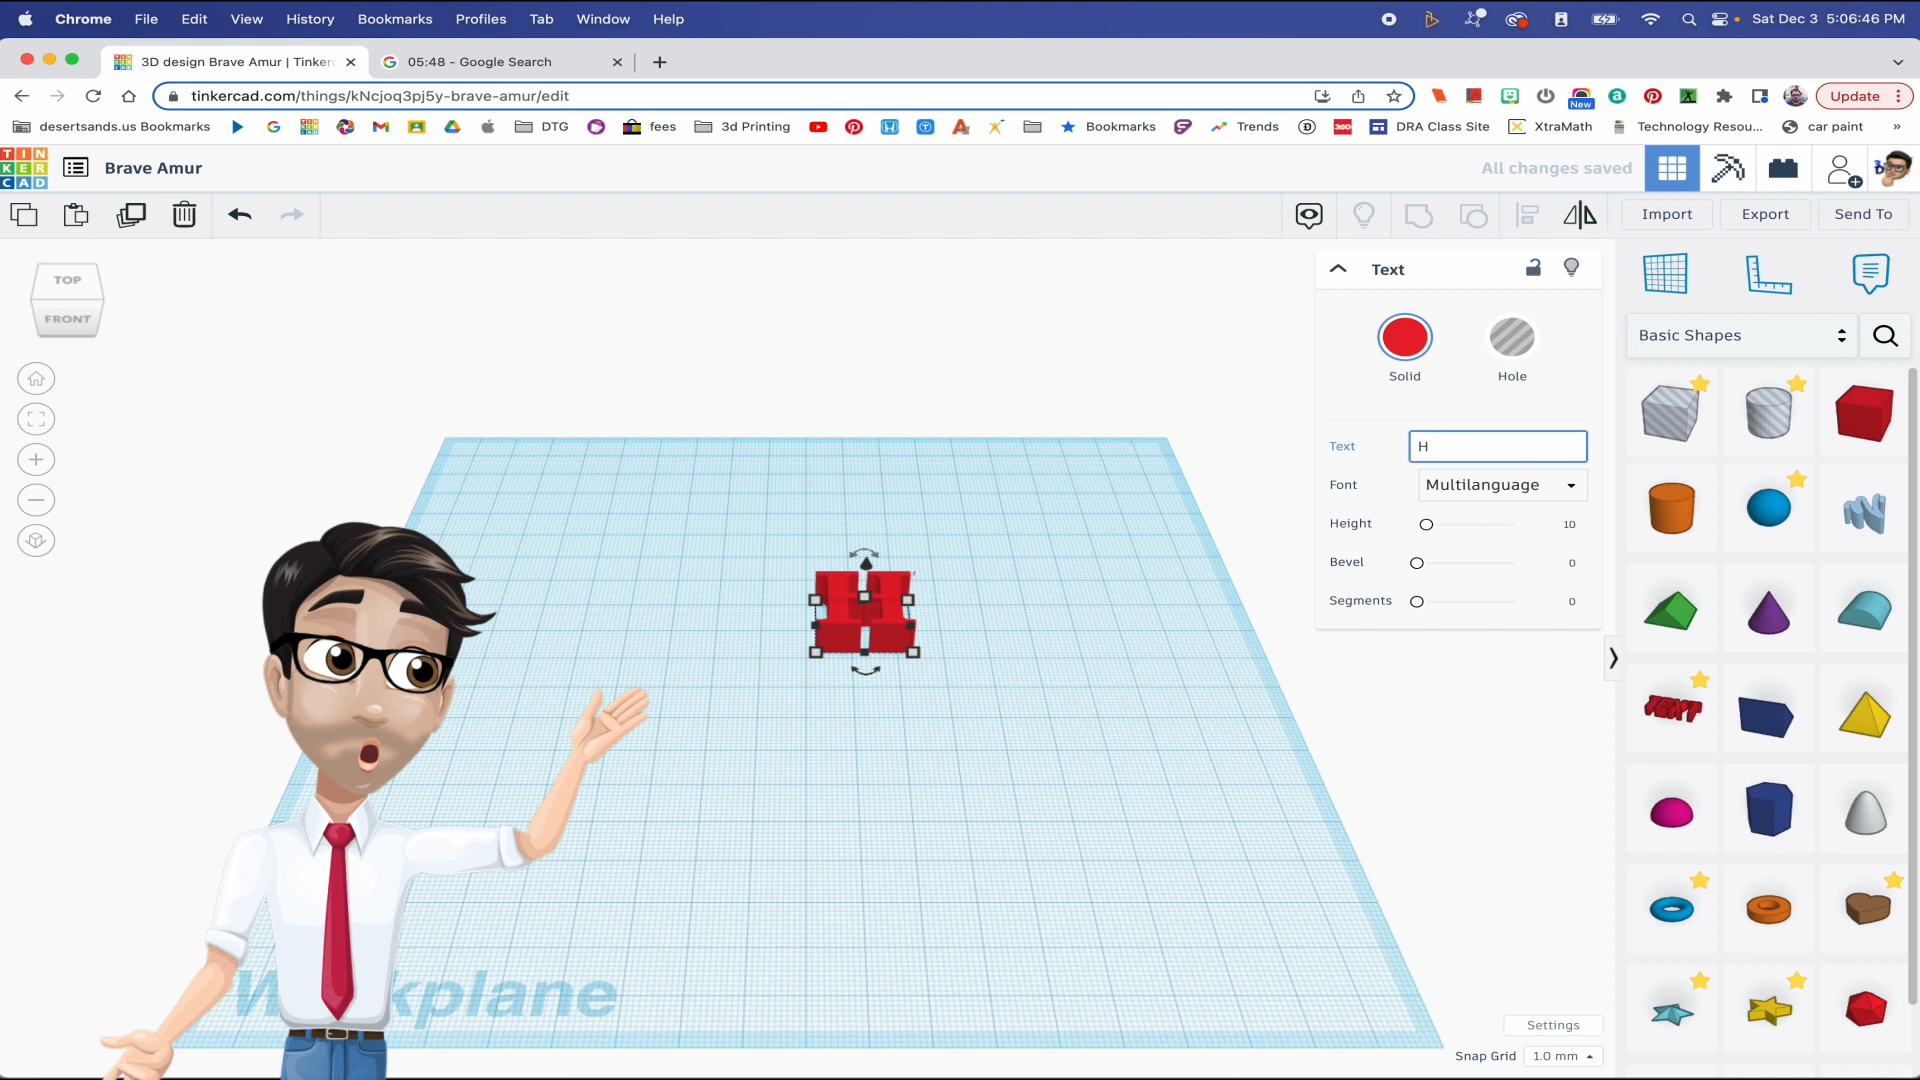 Chrome File Edit View History Bookmarks Profiles Tab Window Help Sat Dec 3 5:06:46 PM
3D design Brave Amur | Tinker 05:48 - Google Search
tinkercad.com/things/kNcjoq3pj5y-brave-amur/edit New Update
desertsands.us Bookmarks DTG fees 3d Printing Bookmarks Trends DRA Class Site XtraMath Technology Resou... car paint »
TIN
KER
CAD
Brave Amur All changes saved
Import Export Send To
TOP
FRONT
Text
Solid Hole
Text H
Font Multilanguage
Height 10
Bevel 0
Segments 0
Basic Shapes
TEXT
kplane
Settings
Snap Grid 1.0 mm